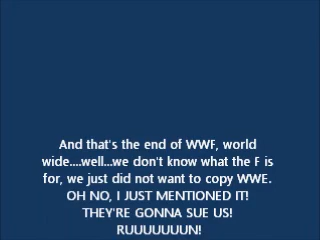 And that's the end of WWF, world
wide....well...we don't know what the F is
for, we just did not want to copy WWE.
OH NO, I JUST MENTIONED IT!
THEY'RE GONNA SUE US!
RUUUUUUUN!